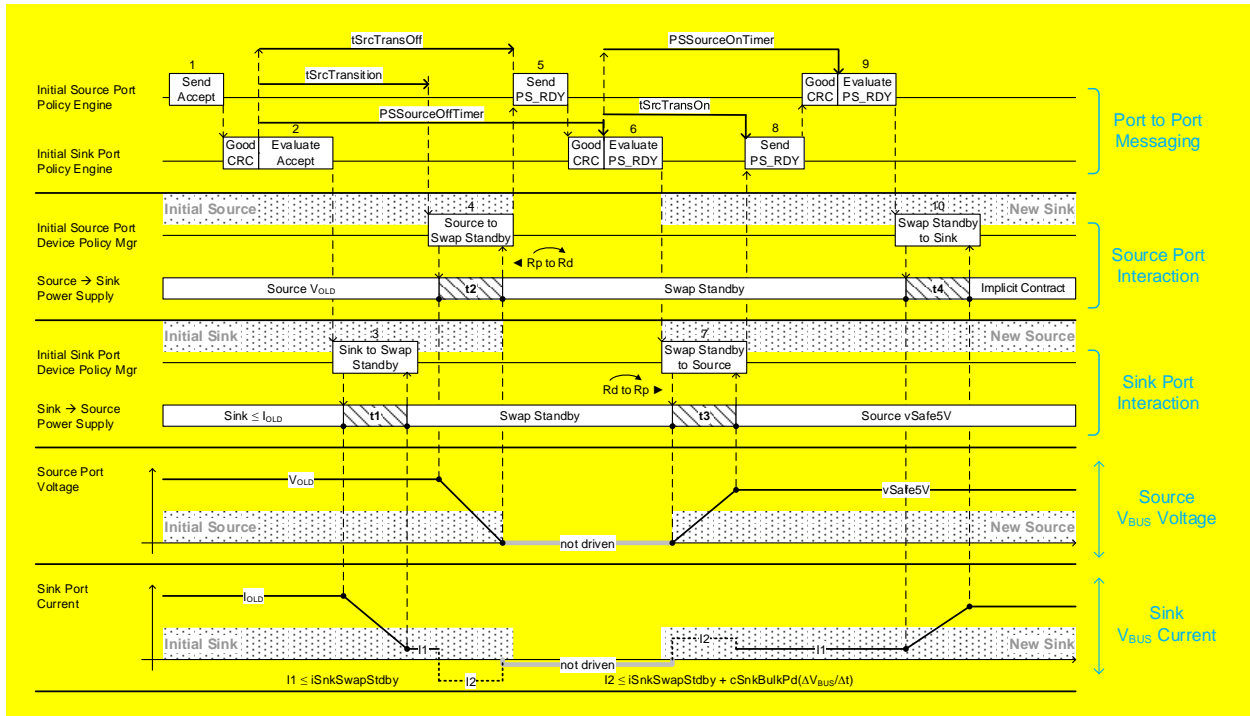 tSrcTransOff
PSSourceOnTimer
1
5
9
tSrcTransition
Initial Source Port
Policy Engine
Send
Accept
Send
PS_RDY
Good
CRC
Evaluate
PS_RDY
tSrcTransOn
PSSourceOffTimer
2
6
8
Initial Sink Port
Policy Engine
Good
CRC
Evaluate
Accept
Good
CRC
Evaluate
PS_RDY
Send
PS_RDY
Port to Port
Messaging
Initial Source
New Sink
4
10
Initial Source Port
Device Policy Mgr
Source to
Swap Standby
Swap Standby
to Sink
◄ Rp to Rd
Source → Sink
Power Supply
Source VOLD
t2
Swap Standby
t4
Implicit Contract
Source Port
Interaction
Initial Sink
New Source
3
7
Initial Sink Port
Device Policy Mgr
Sink to Swap
Standby
Swap Standby
to Source
Rd to Rp ►
Sink → Source
Power Supply
Sink ≤ IOLD
t1
Swap Standby
t3
Source vSafe5V
Sink Port
Interaction
Source Port
Voltage
VOLD
vSafe5V
Initial Source
New Source
not driven
Source
VBUS Voltage
Sink Port
Current
IOLD
Initial Sink
New Sink
I1
I2
not driven
I2
I1
I1 ≤ iSnkSwapStdby
I2 ≤ iSnkSwapStdby + cSnkBulkPd(ΔVBUS/Δt)
Sink
VBUS Current